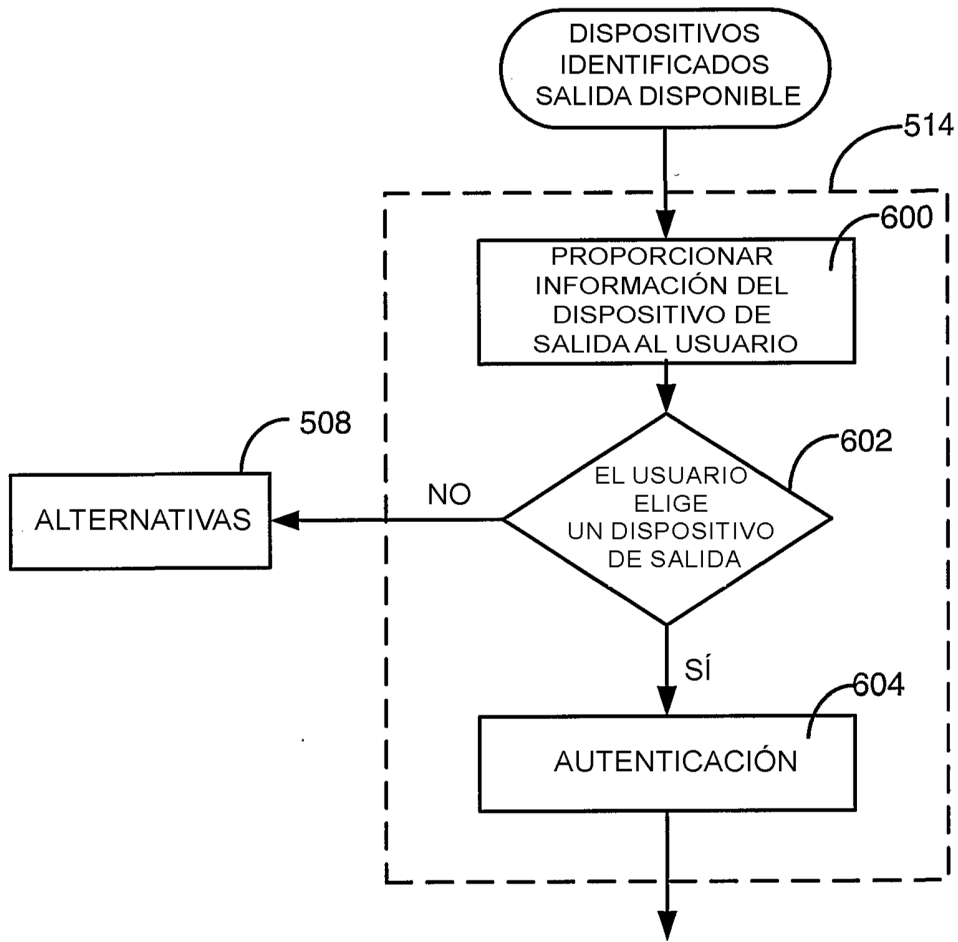 DISPOSITIVOS
IDENTIFICADOS
SALIDA DISPONIBLE
514
600
PROPORCIONAR
INFORMACIÓN DEL
DISPOSITIVO DE
SALIDA AL USUARIO
508
602
ALTERNATIVAS
NO
EL USUARIO
ELIGE
UN DISPOSITIVO
DE SALIDA
SÍ
604
AUTENTICACIÓN